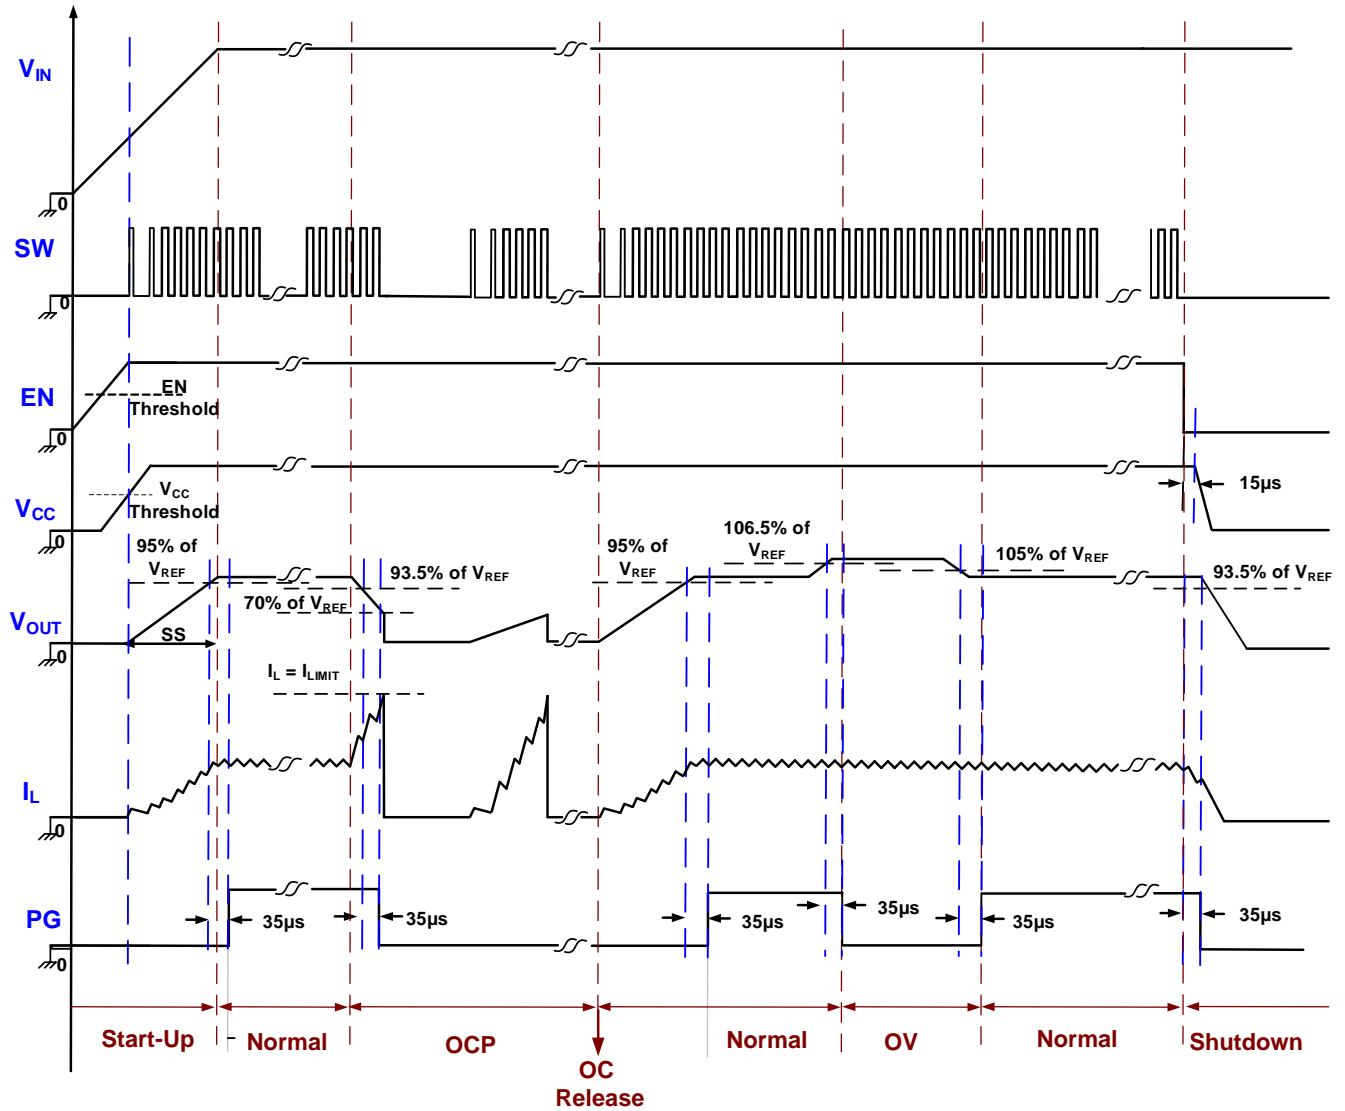 VIN
0
SW
0
EN
EN
Threshold
0
VCC
VCC
Threshold
0
15µs
95% of
VREF
93.5% of VREF
70% of VREF
95% of
VREF
106.5% of
VREF
105% of VREF
93.5% of VREF
VOUT
SS
0
IL = ILIMIT
IL
0
PG
35µs
35µs
35µs
35µs
35µs
35µs
0
Start-Up
Normal
OCP
OC
Release
Normal
OV
Normal
Shutdown